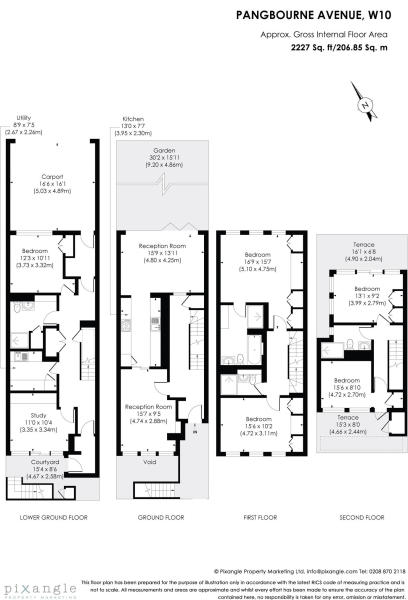 PANGBOURNE AVENUE, W10
Approx. Gross Internal Floor Area
2227 Sq. ft/206.85 Sq. m
N
Utility
8'9 x 7'5
(2.67 x 2.26m)
Kitchen
13'0 x 7'7
(3.95 x 2.30m)
Garden
30'2 x 15'11
(9.20 x 4.86m)
Carport
16'6 x 16'1
(5.03 x 4.89m)
Bedroom
12'3 x 10'11
(3.73 x 3.32m)
Study
11'0 x 10'4
(3.35 x 3.34m)
Courtyard
15'4 x 8'6
(4.67 x 2.58m)
LOWER GROUND FLOOR
Reception Room
15'9 x 13'11
(4.80 x 4.25m)
Reception Room
15'7 x 9'5
(4.74 x 2.88m)
IN
Void
GROUND FLOOR
Bedroom
16'9 x 15'7
(5.10 x 4.75m)
Bedroom
15'6 x 10'2
(4.72 x 3.11m)
FIRST FLOOR
Terrace
16'1 x 6'8
(4.90 x 2.04m)
Bedroom
13'1 x 9'2
(3.99 x 2.79m)
Bedroom
15'6 x 8'10
(4.72 x 2.70m)
Terrace
15'3 x 8'0
(4.66 x 2.44m)
SECOND FLOOR
pixangle
PROPERTY MARKETING
© Pixangle Property Marketing Ltd. Info@pixangle.com Tel: 0208 870 2118
This floor plan has been prepared for the purpose of illustration only in accordance with the latest RICS code of measuring practice and is
not to scale. All measurements and areas are approximate and whilst every effort has been made to ensure the accuracy of the plan
contained here, no responsibility is taken for any error, omission or misstatement.